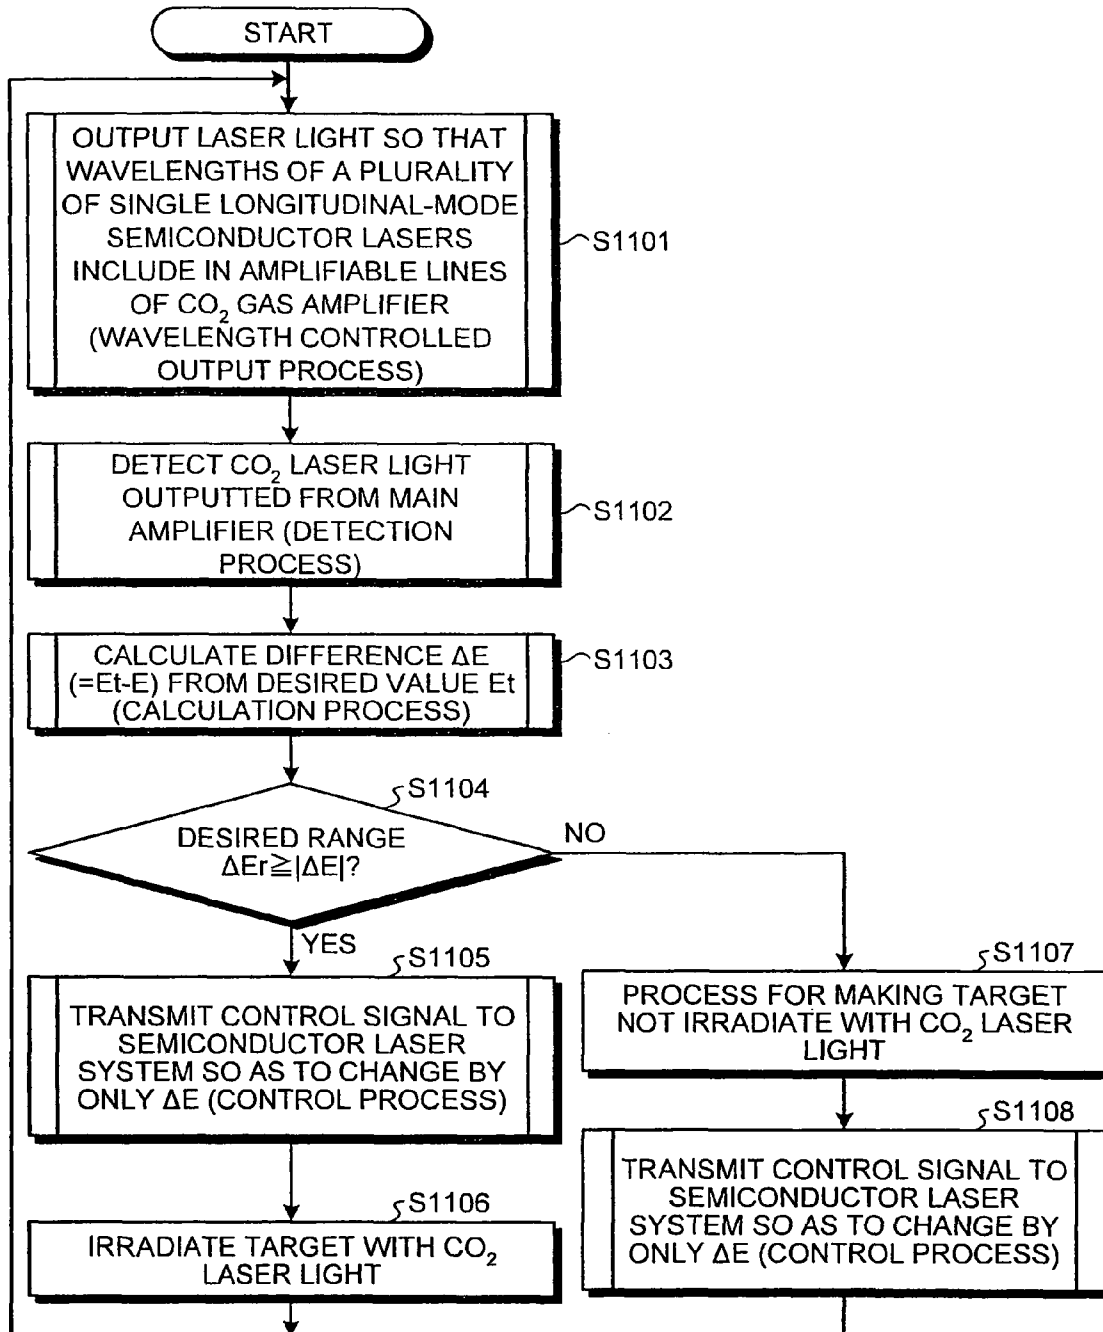 START
OUTPUT LASER LIGHT SO THAT
WAVELENGTHS OF A PLURALITY
OF SINGLE LONGITUDINAL-MODE
SEMICONDUCTOR LASERS
INCLUDE IN AMPLIFIABLE LINES
OF CO₂ GAS AMPLIFIER
(WAVELENGTH CONTROLLED
OUTPUT PROCESS)
S1101
DETECT CO₂ LASER LIGHT
OUTPUTTED FROM MAIN
AMPLIFIER (DETECTION
PROCESS)
S1102
CALCULATE DIFFERENCE ΔE
(=Et-E) FROM DESIRED VALUE Et
(CALCULATION PROCESS)
S1103
S1104
DESIRED RANGE
ΔEr≧|ΔE|?
NO
YES
S1105
TRANSMIT CONTROL SIGNAL TO
SEMICONDUCTOR LASER
SYSTEM SO AS TO CHANGE BY
ONLY ΔE (CONTROL PROCESS)
S1106
IRRADIATE TARGET WITH CO₂
LASER LIGHT
S1107
PROCESS FOR MAKING TARGET
NOT IRRADIATE WITH CO₂ LASER
LIGHT
S1108
TRANSMIT CONTROL SIGNAL TO
SEMICONDUCTOR LASER
SYSTEM SO AS TO CHANGE BY
ONLY ΔE (CONTROL PROCESS)